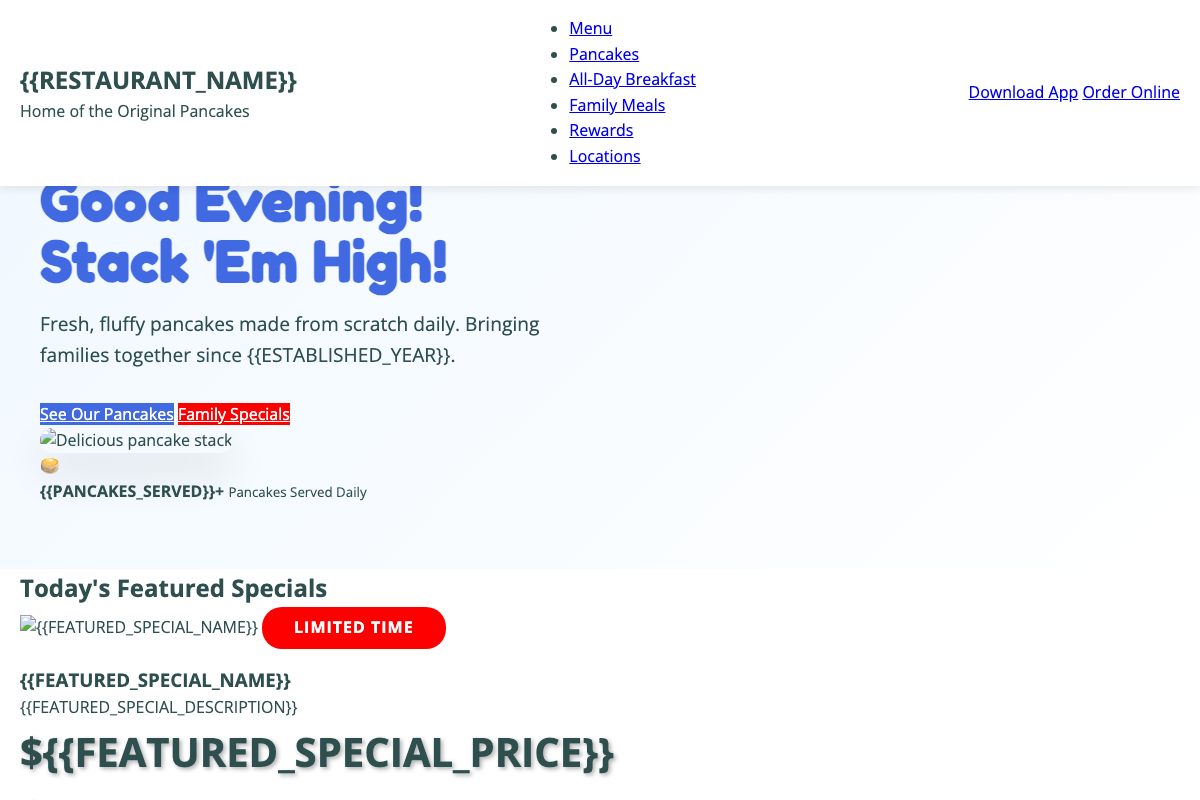 {{RESTAURANT_NAME}}
Home of the Original Pancakes
Menu
Pancakes
All-Day Breakfast
Family Meals
Rewards
Locations
Download App Order Online
Good Evening!
Stack 'Em High!
Fresh, fluffy pancakes made from scratch daily. Bringing
families together since {{ESTABLISHED_YEAR}}.
See Our Pancakes Family Specials
Delicious pancake stack
{{PANCAKES_SERVED}}+ Pancakes Served Daily
Today's Featured Specials
{{FEATURED_SPECIAL_NAME}} LIMITED TIME
{{FEATURED_SPECIAL_NAME}}
{{FEATURED_SPECIAL_DESCRIPTION}}
${{FEATURED_SPECIAL_PRICE}}